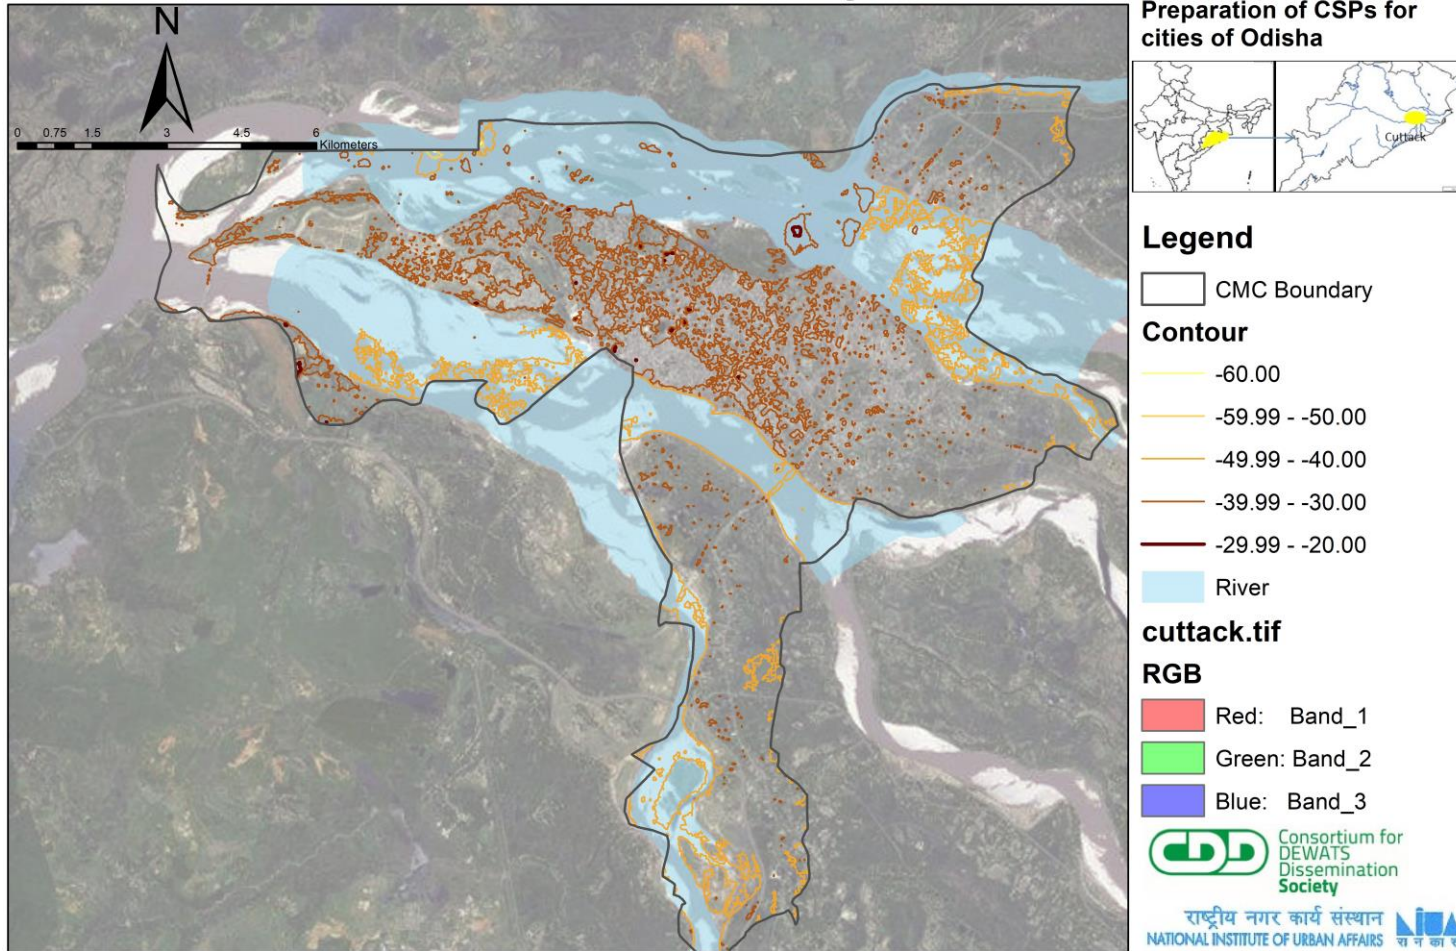 N
0 0.75 1.5 3 4.5 6
Kilometers
Preparation of CSPs for
cities of Odisha
Cuttack
Legend
CMC Boundary
Contour
-60.00
-59.99 - -50.00
-49.99 - -40.00
-39.99 - -30.00
-29.99 - -20.00
River
cuttack.tif
RGB
Red: Band_1
Green: Band_2
Blue: Band_3
CDD
Consortium for
DEWATS
Dissemination
Society
राष्ट्रीय नगर कार्य संस्थान
NATIONAL INSTITUTE OF URBAN AFFAIRS